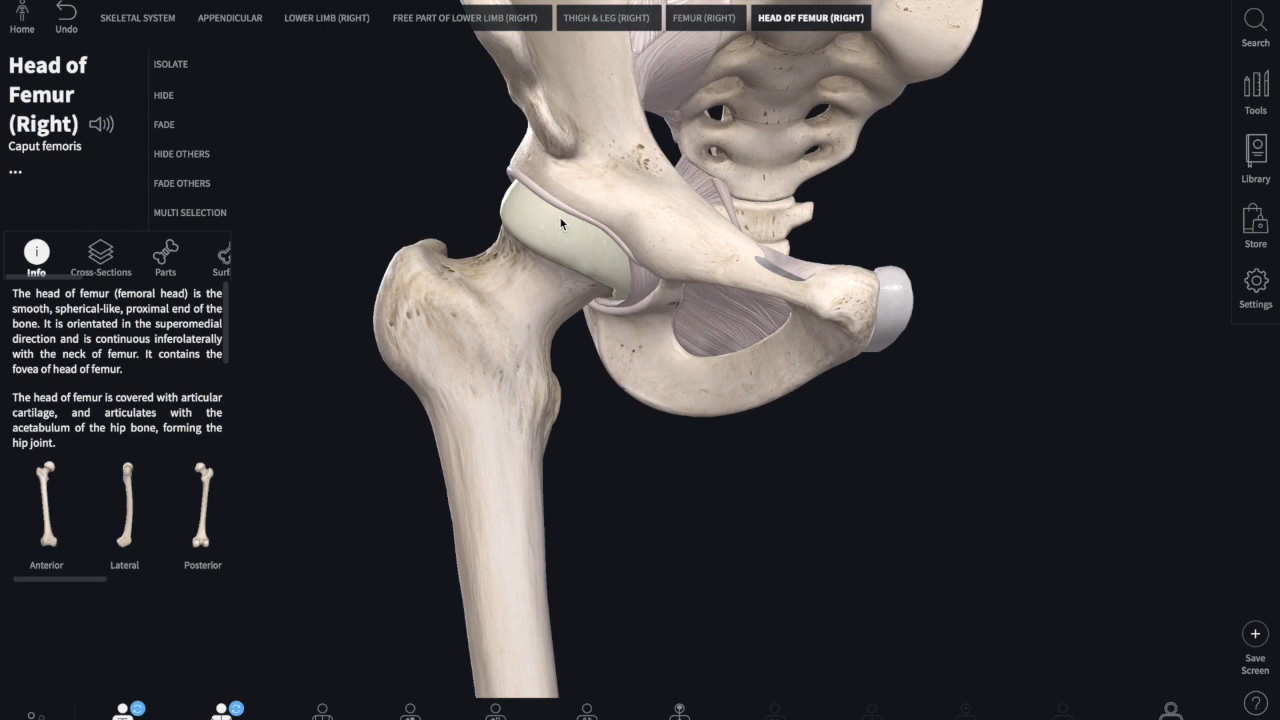 Home
Undo
SKELETAL SYSTEM
APPENDICULAR
LOWER LIMB (RIGHT)
FREE PART OF LOWER LIMB (RIGHT)
THIGH & LEG (RIGHT)
FEMUR (RIGHT)
HEAD OF FEMUR (RIGHT)
Head of
Femur
(Right)
Caput femoris
...
ISOLATE
HIDE
FADE
HIDE OTHERS
FADE OTHERS
MULTI SELECTION
Info
Cross-Sections
Parts
Surf
The head of femur (femoral head) is the
smooth, spherical-like, proximal end of the
bone. It is orientated in the superomedial
direction and is continuous inferolaterally
with the neck of femur. It contains the
fovea of head of femur.
The head of femur is covered with articular
cartilage, and articulates with the
acetabulum of the hip bone, forming the
hip joint.
Anterior
Lateral
Posterior
Search
Tools
Library
Store
Settings
Save
Screen